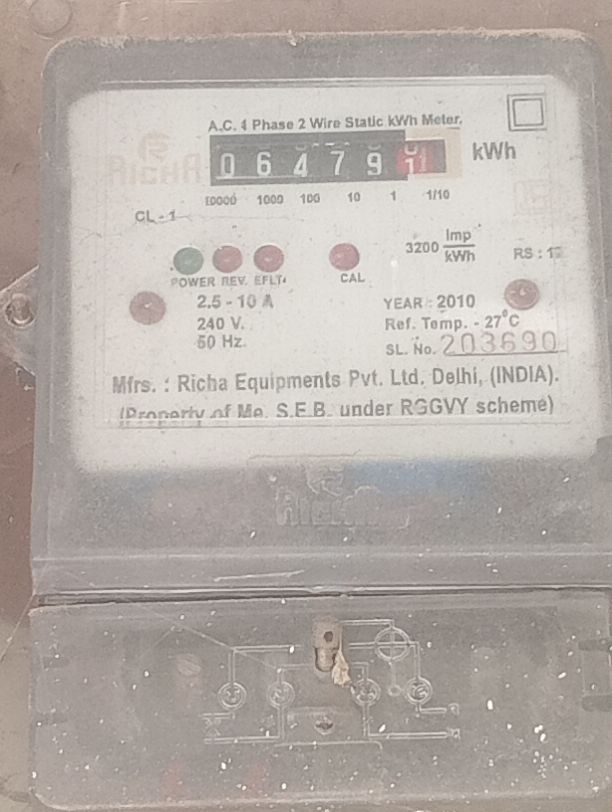 A.C. 1 Phase 2 Wire Static kWh Meter.
RICHA
0 6 4 7 9 1 kWh
10000 1000 100 10 1 1/10
CL - 1
3200 Imp/kWh
RS : 1
POWER REV. EFLT. CAL
2.5 - 10 A
YEAR : 2010
240 V.
Ref. Temp. - 27°C
50 Hz.
SL. No. 203690
Mfrs. : Richa Equipments Pvt. Ltd. Delhi, (INDIA).
(Property of Me. S.E.B. under RGGVY scheme)
RICHA